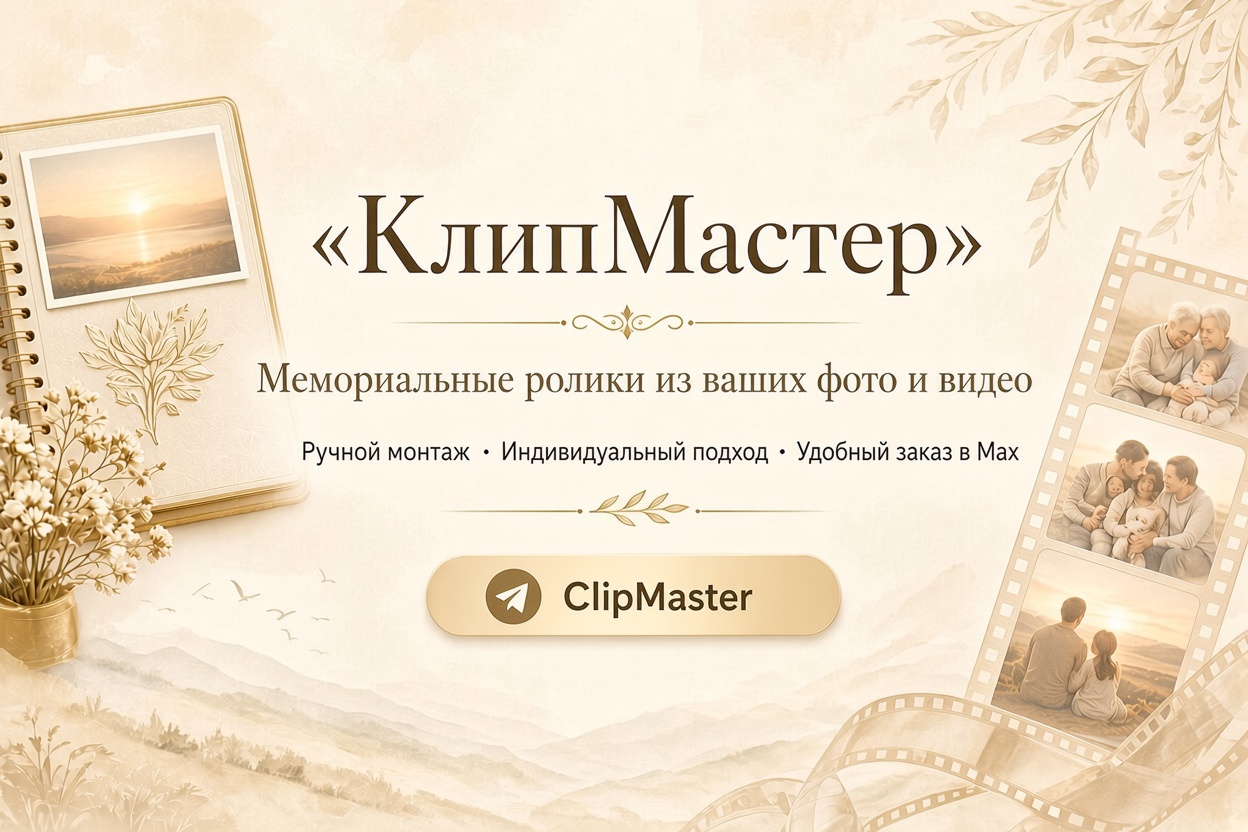 «КлипМастер»
Мемориальные ролики из ваших фото и видео
Ручной монтаж • Индивидуальный подход • Удобный заказ в Max
ClipMaster